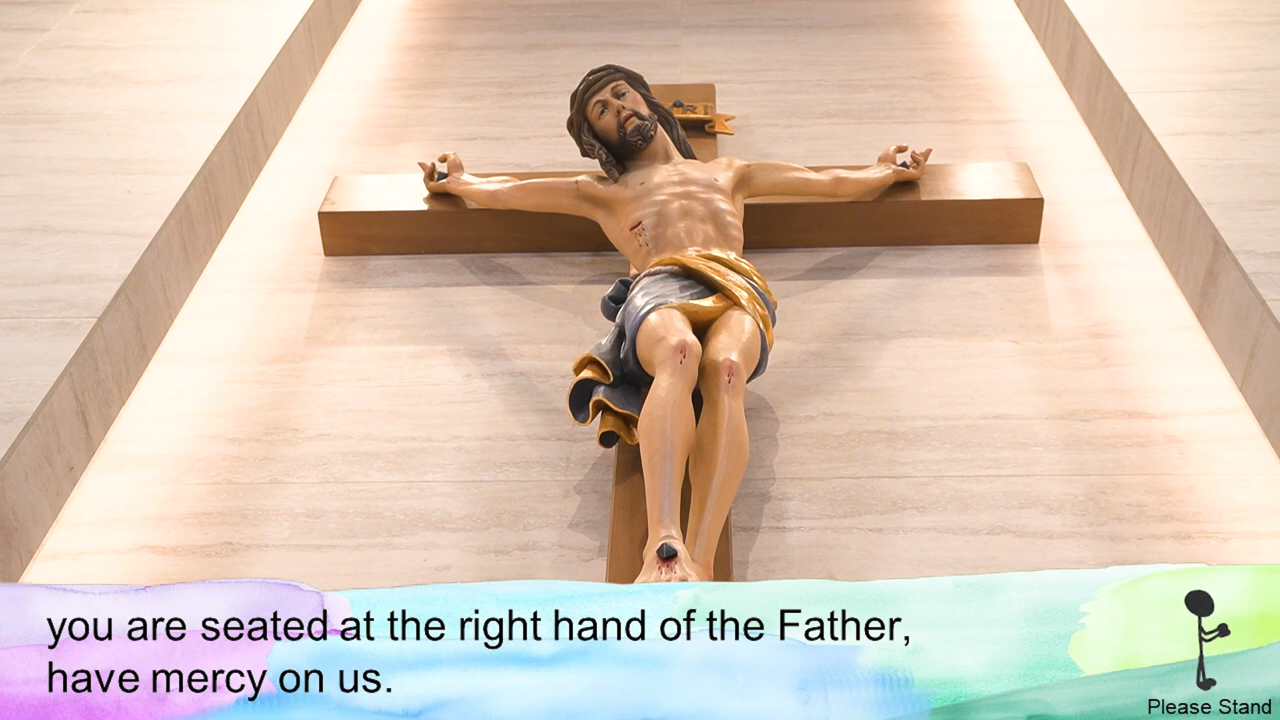 you are seated at the right hand of the Father,
have mercy on us.
Please Stand